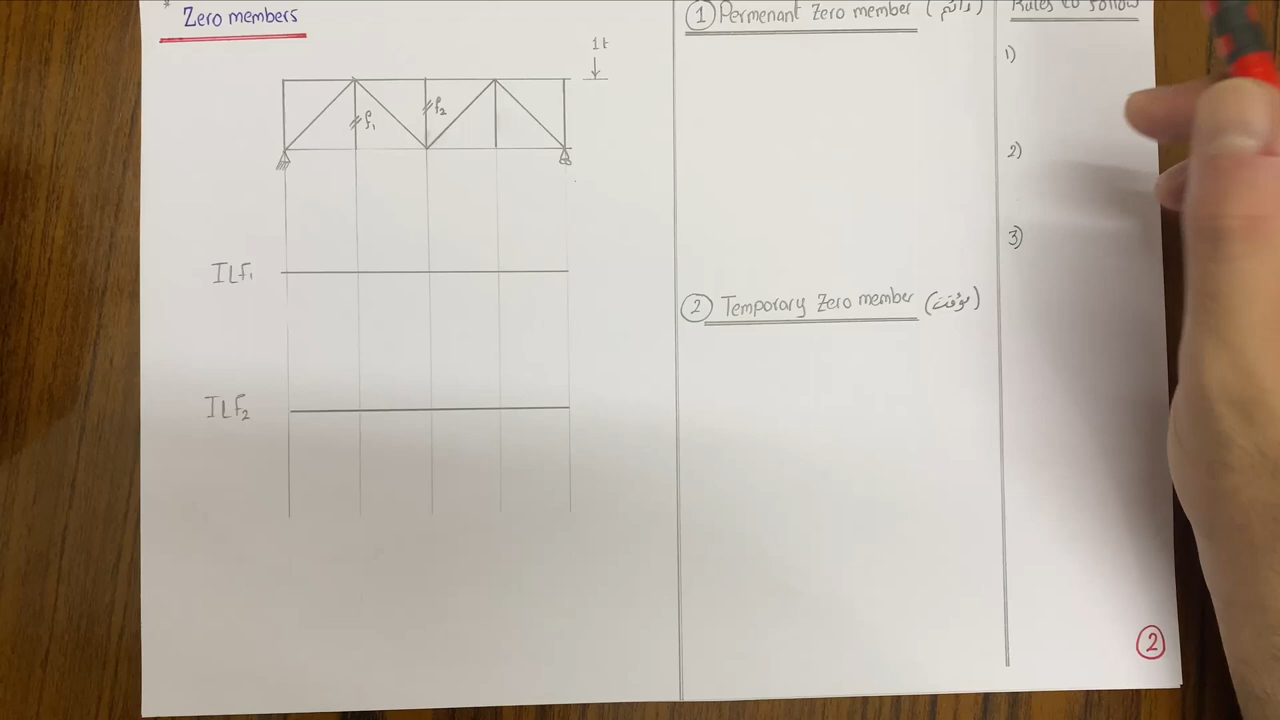 * Zero members
1t
f₁
f₂
ILF₁
ILF₂
① Permenant Zero member (دائم)
② Temporary Zero member (مؤقت)
Rules to follow
1)
2)
3)
②